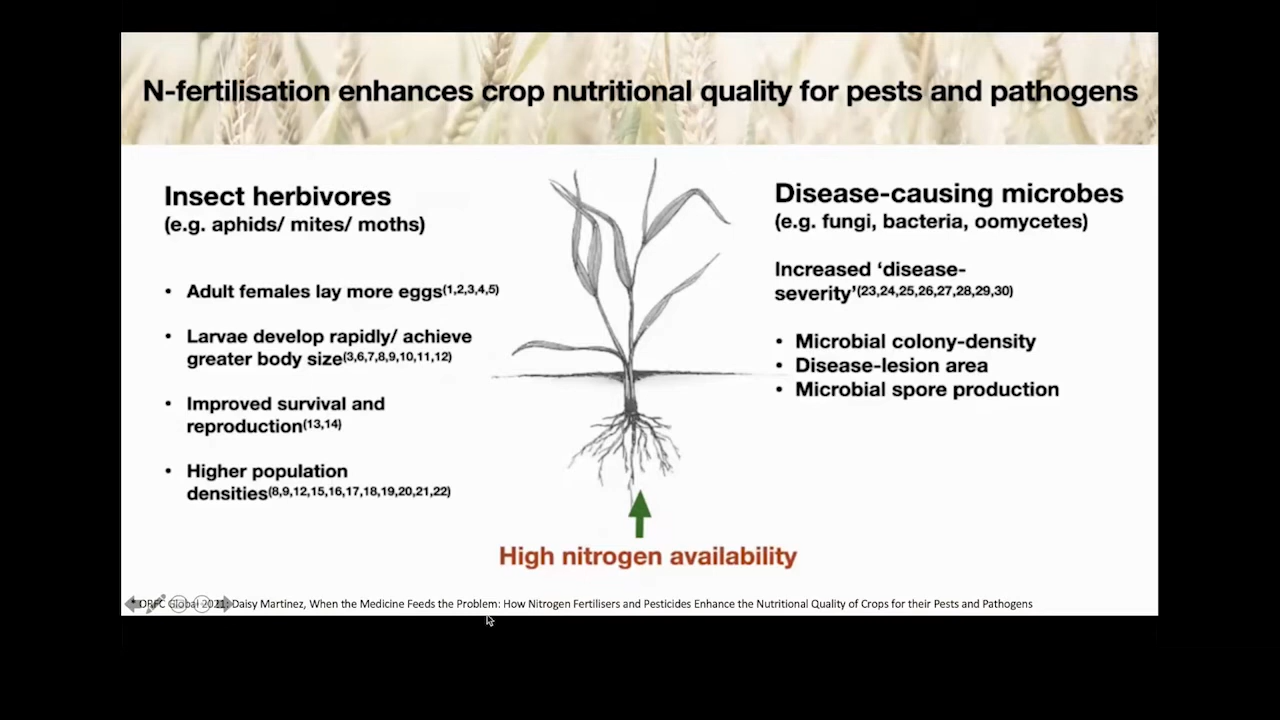 N-fertilisation enhances crop nutritional quality for pests and pathogens
Insect herbivores
(e.g. aphids/ mites/ moths)
• Adult females lay more eggs(1,2,3,4,5)
• Larvae develop rapidly/ achieve
greater body size(3,6,7,8,9,10,11,12)
• Improved survival and
reproduction(13,14)
• Higher population
densities(8,9,12,15,16,17,18,19,20,21,22)
Disease-causing microbes
(e.g. fungi, bacteria, oomycetes)
Increased ‘disease-
severity’(23,24,25,26,27,28,29,30)
• Microbial colony-density
• Disease-lesion area
• Microbial spore production
High nitrogen availability
* ORFC Global 2021: Daisy Martinez, When the Medicine Feeds the Problem: How Nitrogen Fertilisers and Pesticides Enhance the Nutritional Quality of Crops for their Pests and Pathogens